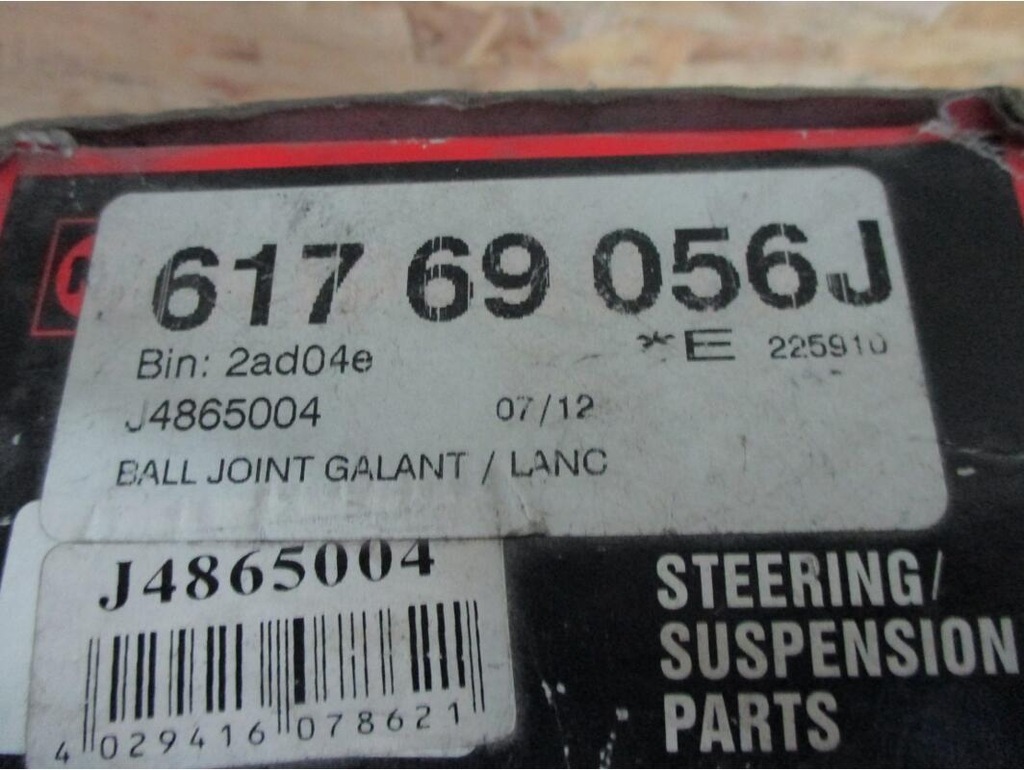 617 69 056J
Bin: 2ad04e
*E 225910
J4865004 07/12
BALL JOINT GALANT / LANC
J4865004
4 029416 078621
STEERING/
SUSPENSION
PARTS